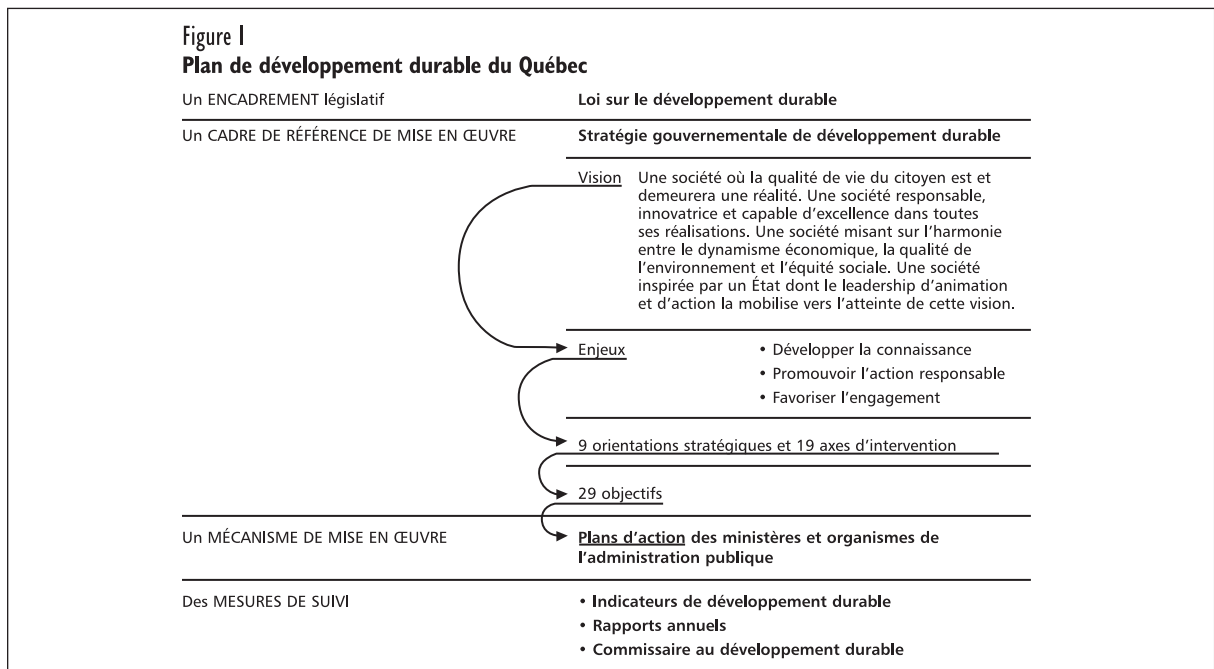 Figure 1
Plan de développement durable du Québec
Un ENCADREMENT législatif Loi sur le développement durable
Un CADRE DE RÉFÉRENCE DE MISE EN ŒUVRE Stratégie gouvernementale de développement durable
Vision Une société où la qualité de vie du citoyen est et
demeurera une réalité. Une société responsable,
innovatrice et capable d'excellence dans toutes
ses réalisations. Une société misant sur l'harmonie
entre le dynamisme économique, la qualité de
l'environnement et l'équité sociale. Une société
inspirée par un État dont le leadership d'animation
et d'action la mobilise vers l'atteinte de cette vision.
Enjeux • Développer la connaissance
• Promouvoir l'action responsable
• Favoriser l'engagement
9 orientations stratégiques et 19 axes d'intervention
29 objectifs
Un MÉCANISME DE MISE EN ŒUVRE Plans d'action des ministères et organismes de
l'administration publique
Des MESURES DE SUIVI • Indicateurs de développement durable
• Rapports annuels
• Commissaire au développement durable